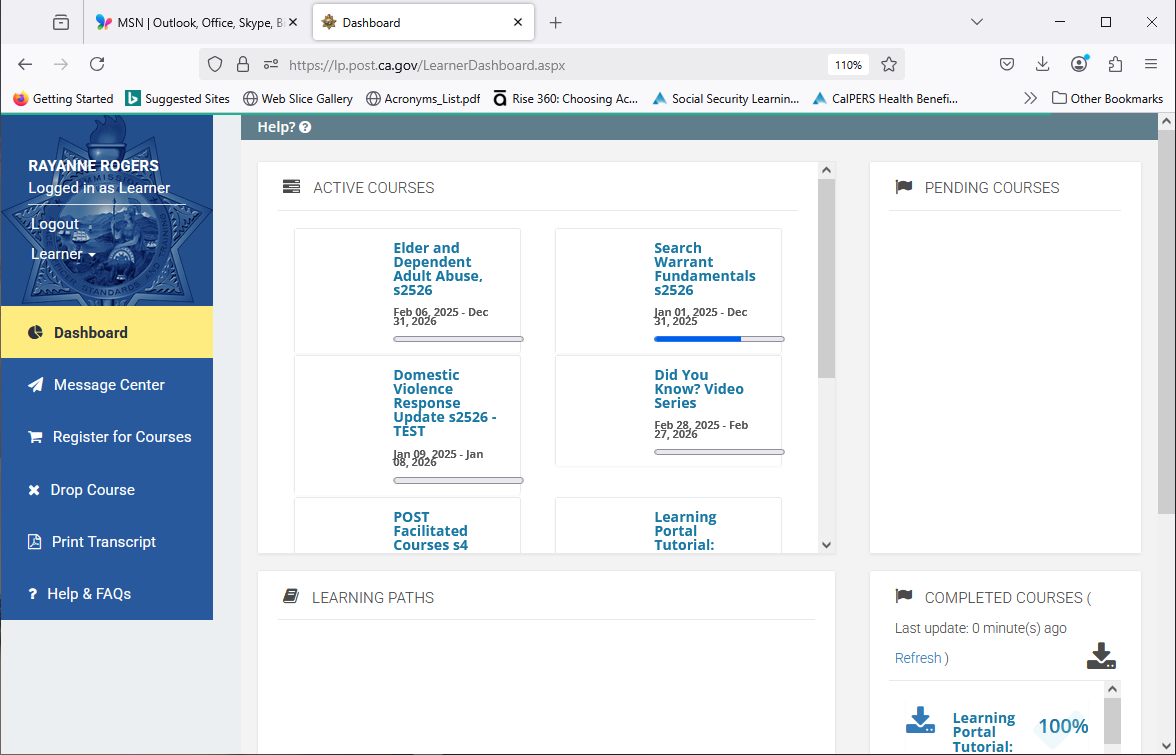 MSN | Outlook, Office, Skype, B
Dashboard
https://lp.post.ca.gov/LearnerDashboard.aspx
110%
Getting Started
Suggested Sites
Web Slice Gallery
Acronyms_List.pdf
Rise 360: Choosing Ac...
Social Security Learnin...
CalPERS Health Benefi...
Other Bookmarks
RAYANNE ROGERS
Logged in as Learner
Logout
Learner
Dashboard
Message Center
Register for Courses
Drop Course
Print Transcript
Help & FAQs
Help?
ACTIVE COURSES
Elder and
Dependent
Adult Abuse,
s2526
Feb 06, 2025 - Dec
31, 2026
Search
Warrant
Fundamentals
s2526
Jan 01, 2025 - Dec
31, 2025
Domestic
Violence
Response
Update s2526 -
TEST
Jan 09, 2025 - Jan
08, 2026
Did You
Know? Video
Series
Feb 28, 2025 - Feb
27, 2026
POST
Facilitated
Courses s4
Learning
Portal
Tutorial:
PENDING COURSES
LEARNING PATHS
COMPLETED COURSES (
Last update: 0 minute(s) ago
Refresh )
Learning
Portal
Tutorial:
100%